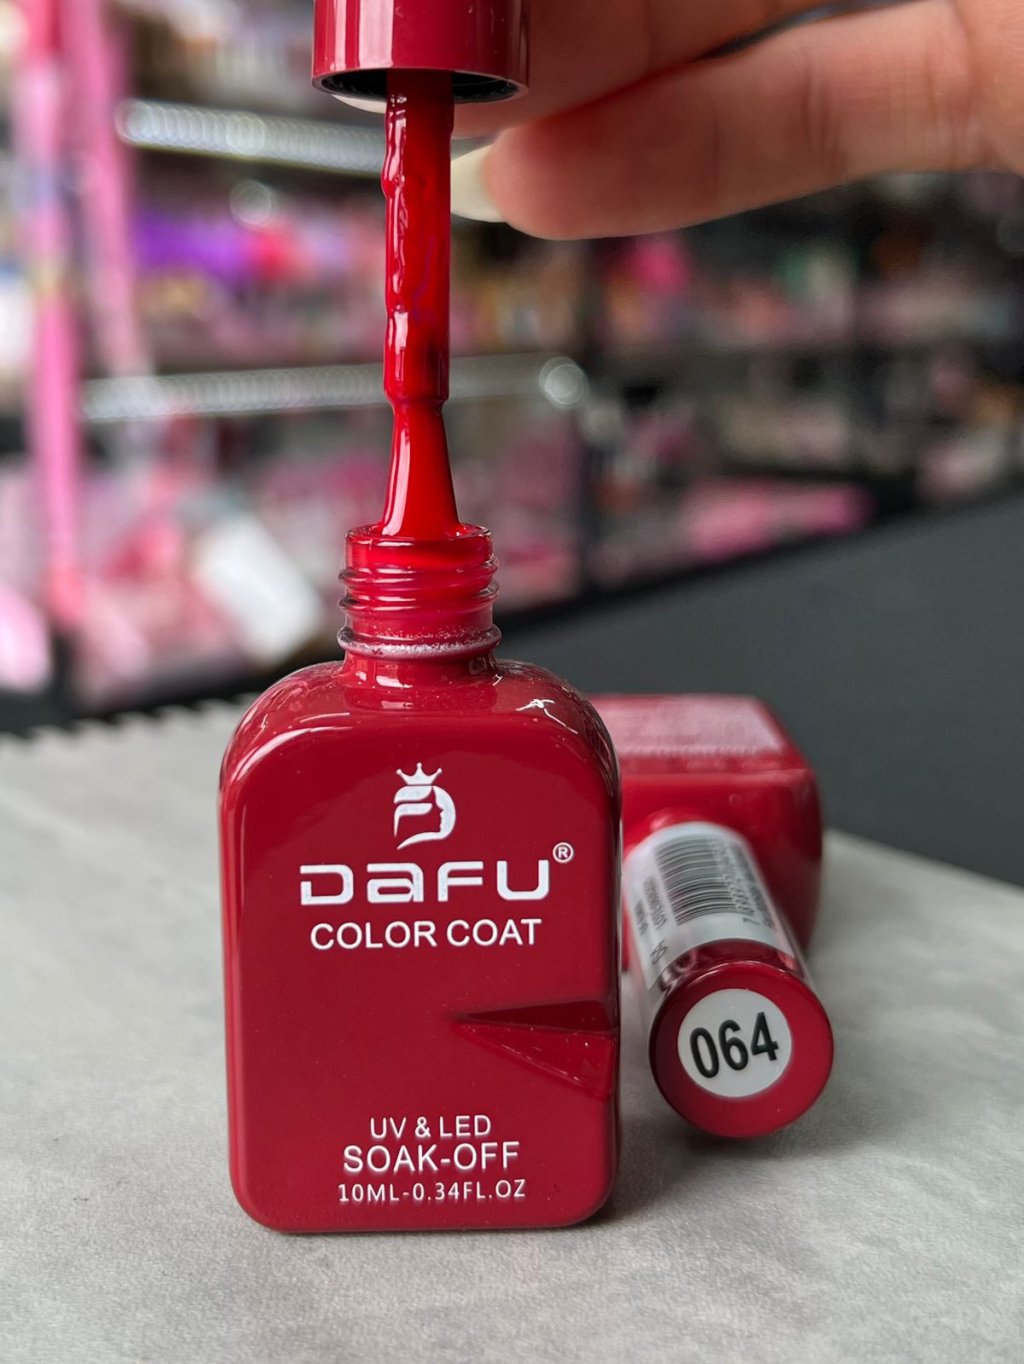 DAFU®
COLOR COAT
UV & LED
SOAK-OFF
10ML-0.34FL.OZ
064